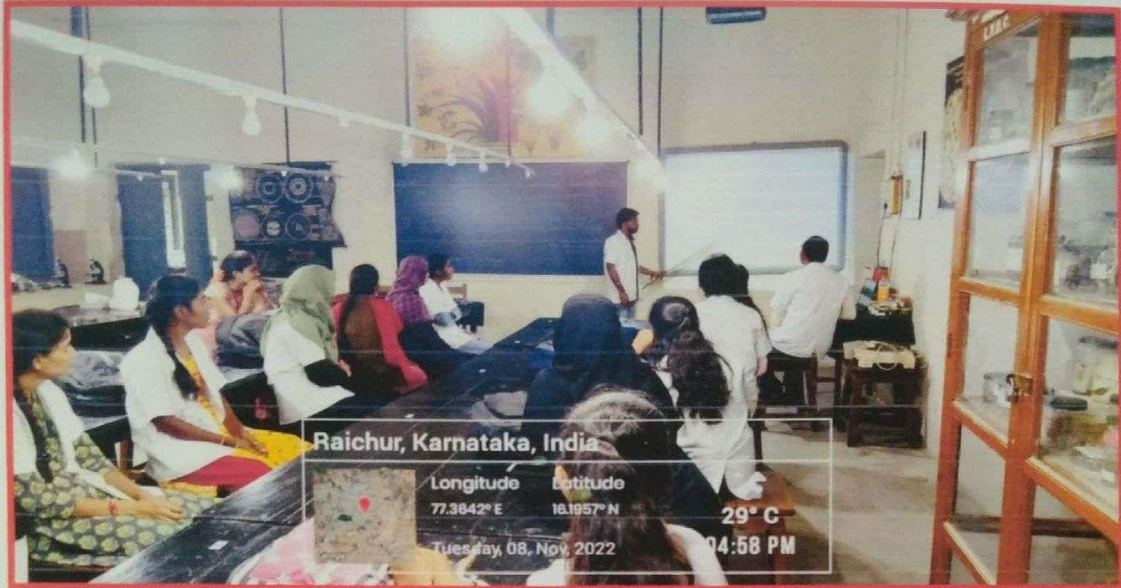 Raichur, Karnataka, India
Longitude Latitude
77.3642° E 16.1957° N
29° C
Tuesday, 08, Nov, 2022 04:58 PM